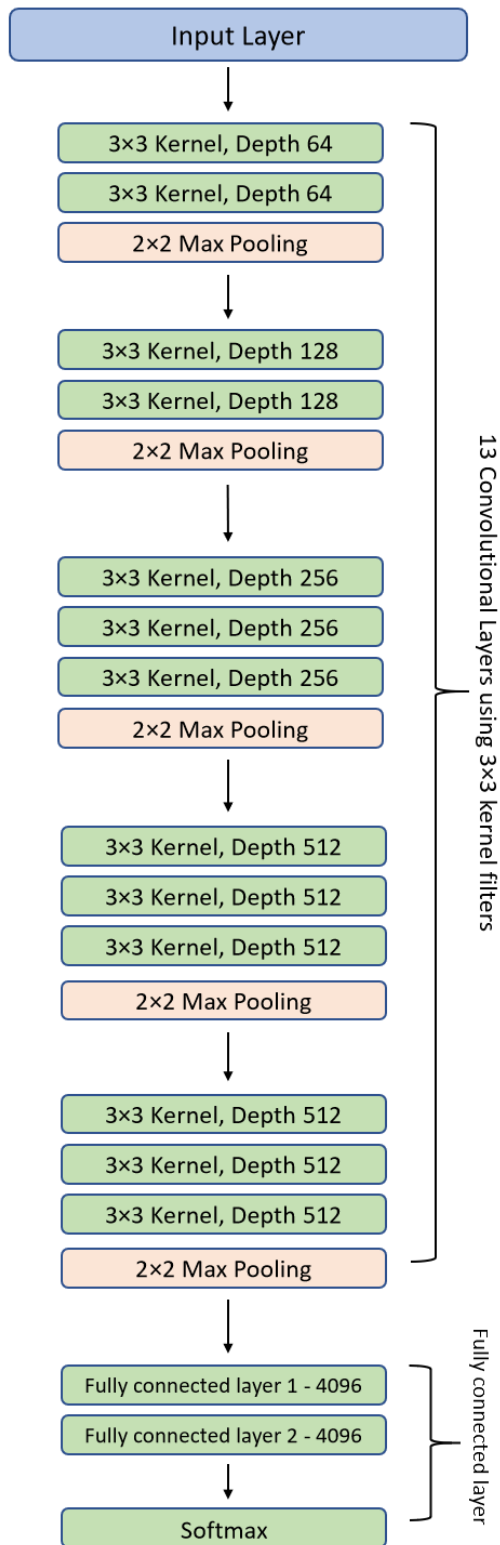 Input Layer
3×3 Kernel, Depth 64
3×3 Kernel, Depth 64
2×2 Max Pooling
3×3 Kernel, Depth 128
3×3 Kernel, Depth 128
2×2 Max Pooling
3×3 Kernel, Depth 256
3×3 Kernel, Depth 256
3×3 Kernel, Depth 256
2×2 Max Pooling
3×3 Kernel, Depth 512
3×3 Kernel, Depth 512
3×3 Kernel, Depth 512
2×2 Max Pooling
3×3 Kernel, Depth 512
3×3 Kernel, Depth 512
3×3 Kernel, Depth 512
2×2 Max Pooling
13 Convolutional Layers using 3×3 kernel filters
Fully connected layer 1 - 4096
Fully connected layer 2 - 4096
Softmax
Fully connected
layer